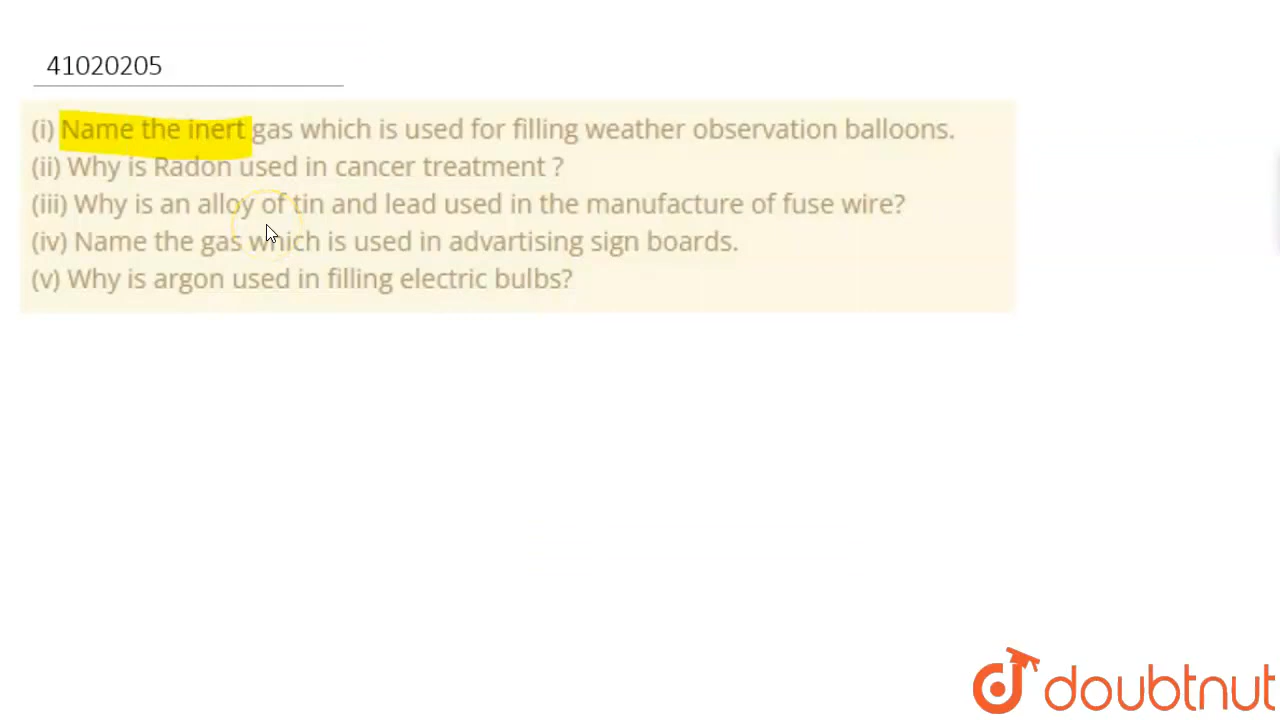 41020205
(i) Name the inert gas which is used for filling weather observation balloons.
(ii) Why is Radon used in cancer treatment ?
(iii) Why is an alloy of tin and lead used in the manufacture of fuse wire?
(iv) Name the gas which is used in advartising sign boards.
(v) Why is argon used in filling electric bulbs?
doubtnut